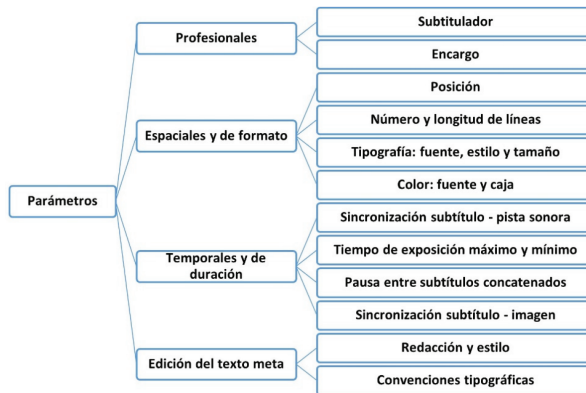 Parámetros
Profesionales
Subtitulador
Encargo
Espaciales y de formato
Posición
Número y longitud de líneas
Tipografía: fuente, estilo y tamaño
Color: fuente y caja
Temporales y de
duración
Sincronización subtítulo - pista sonora
Tiempo de exposición máximo y mínimo
Pausa entre subtítulos concatenados
Sincronización subtítulo - imagen
Edición del texto meta
Redacción y estilo
Convenciones tipográficas